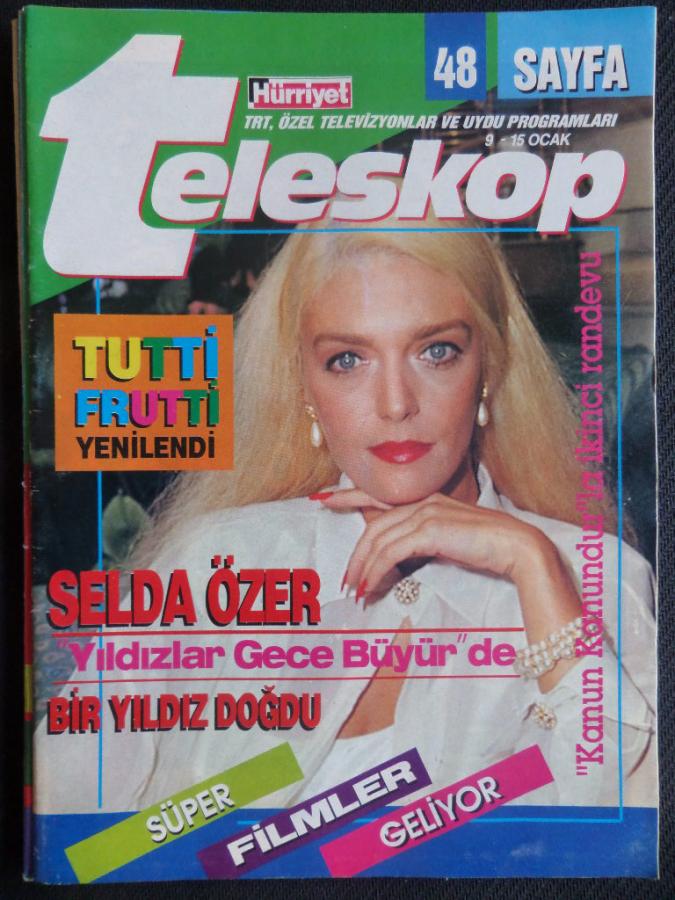 48 SAYFA
Hürriyet
TRT, ÖZEL TELEVİZYONLAR VE UYDU PROGRAMLARI
9 - 15 OCAK
teleskop
TUTTİ
FRUTTİ
YENİLENDİ
"Kanun Konundur"la ikinci randevu
SELDA ÖZER
"Yıldızlar Gece Büyür"de
BİR YILDIZ DOĞDU
SÜPER
FİLMLER
GELİYOR